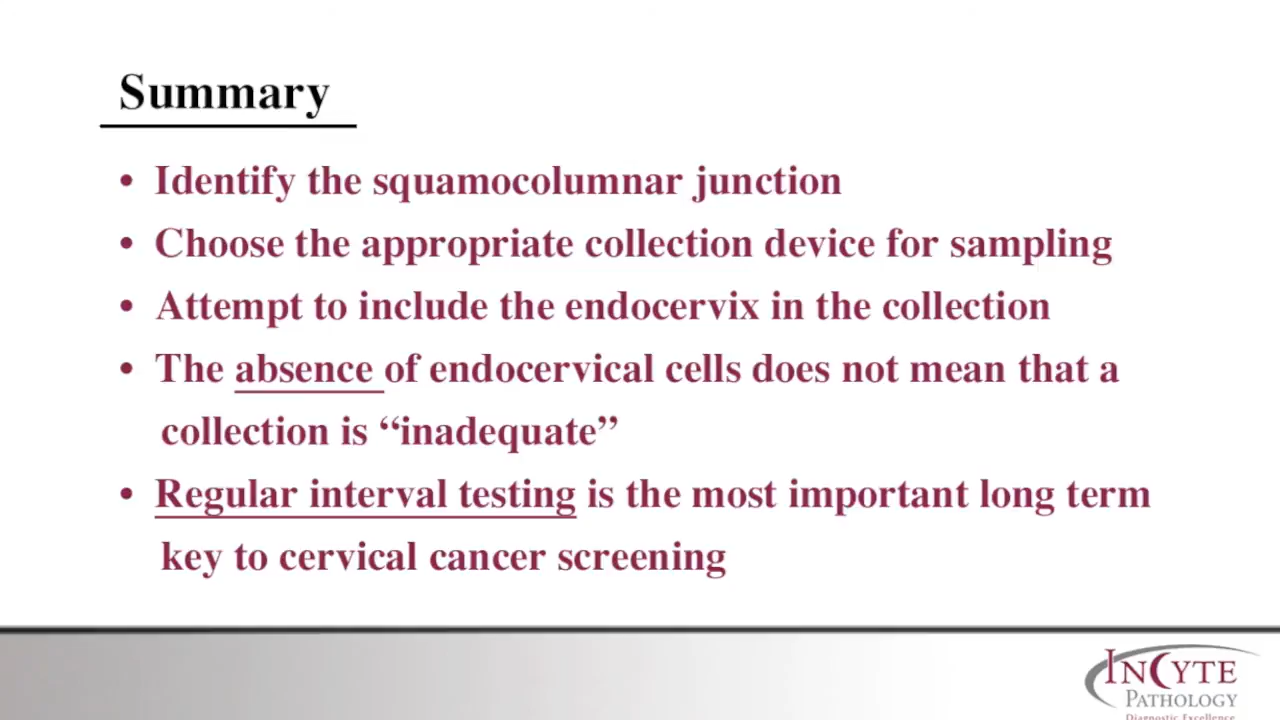 Summary
• Identify the squamocolumnar junction
• Choose the appropriate collection device for sampling
• Attempt to include the endocervix in the collection
• The absence of endocervical cells does not mean that a
collection is “inadequate”
• Regular interval testing is the most important long term
key to cervical cancer screening
INCYTE
PATHOLOGY
Diagnostic Excellence